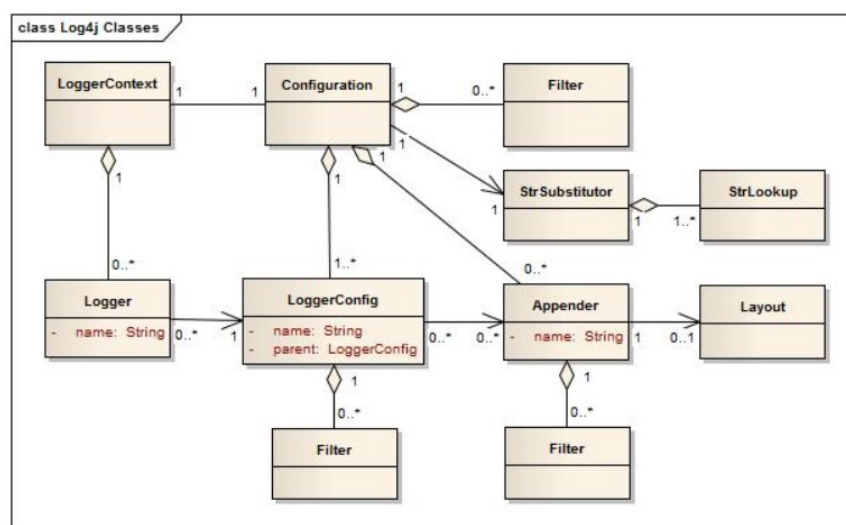 class Log4j Classes
LoggerContext
1
1
Configuration
1
0..*
Filter
1
1
1
1
1
StrSubstitutor
1
1..*
StrLookup
0..*
1..*
0..*
Logger
- name: String
0..*
1
LoggerConfig
- name: String
- parent: LoggerConfig
0..*
0..*
Appender
- name: String
1
0..1
Layout
1
0..*
1
0..*
Filter
Filter